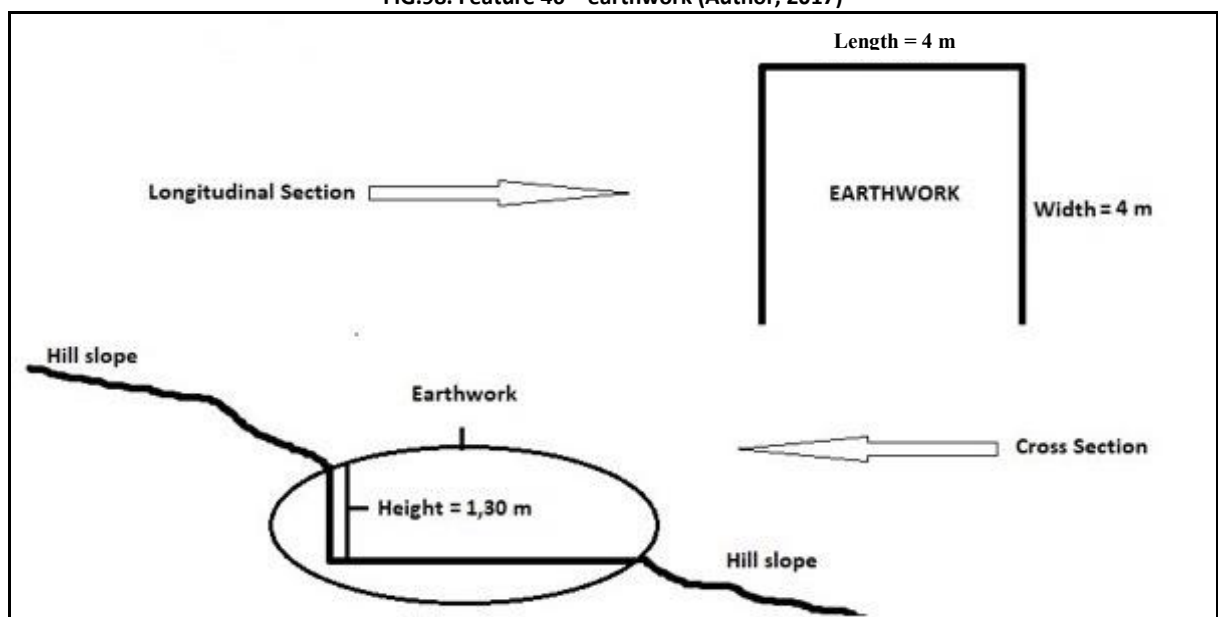 Length = 4 m
Longitudinal Section
EARTHWORK
Width = 4 m
Hill slope
Earthwork
Cross Section
Height = 1,30 m
Hill slope